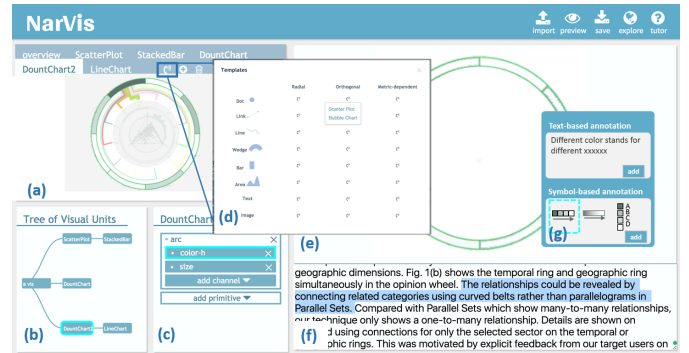 NarVis
import preview save explore tutor
overview ScatterPlot StackedBar DountChart
DountChart2 LineChart
(a)
Templates
Radial Orthogonal Metric-dependent
Dot
Link
Line
Wedge
Bar
Area
Text
Image
Scatter Plot
Bubble Chart
(d)
(e)
Text-based annotation
Different color stands for
different xxxxxx
add
Symbol-based annotation
A
B
C
D
(g)
add
Tree of Visual Units
ScatterPlot StackedBar
DountChart
DountChart2 LineChart
(b)
DountChart
- arc
• color-h
• size
add channel
add primitive
(c)
geographic dimensions. Fig. 1(b) shows the temporal ring and geographic ring
simultaneously in the opinion wheel. The relationships could be revealed by
connecting related categories using curved belts rather than parallelograms in
Parallel Sets. Compared with Parallel Sets which show many-to-many relationships,
our technique only shows a one-to-many relationship. Details are shown on
using connections for only the selected sector on the temporal or
phic rings. This was motivated by explicit feedback from our target users on
(f)